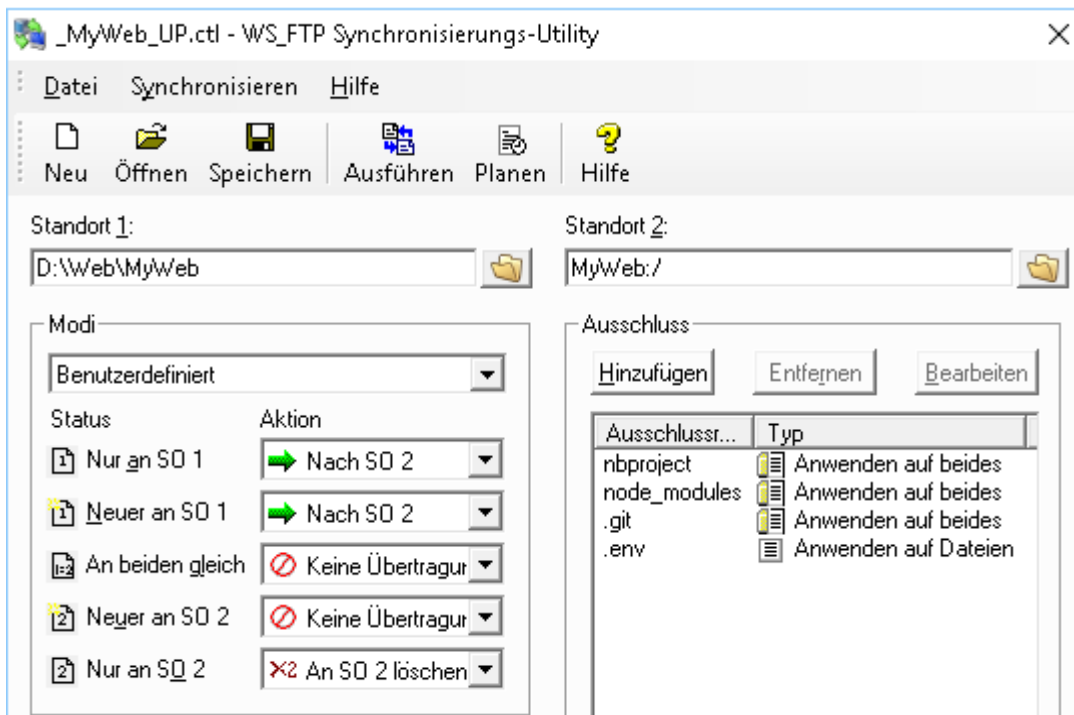 _MyWeb_UP.ctl - WS_FTP Synchronisierungs-Utility
Datei Synchronisieren Hilfe
Neu Öffnen Speichern Ausführen Planen Hilfe
Standort 1:
D:\Web\MyWeb
Standort 2:
MyWeb:/
Modi
Benutzerdefiniert
Status Aktion
Nur an SO 1 Nach SO 2
Neuer an SO 1 Nach SO 2
An beiden gleich Keine Übertragur
Neuer an SO 2 Keine Übertragur
Nur an SO 2 An SO 2 löschen
Ausschluss
Hinzufügen Entfernen Bearbeiten
Ausschlussr... Typ
nbproject Anwenden auf beides
node_modules Anwenden auf beides
.git Anwenden auf beides
.env Anwenden auf Dateien